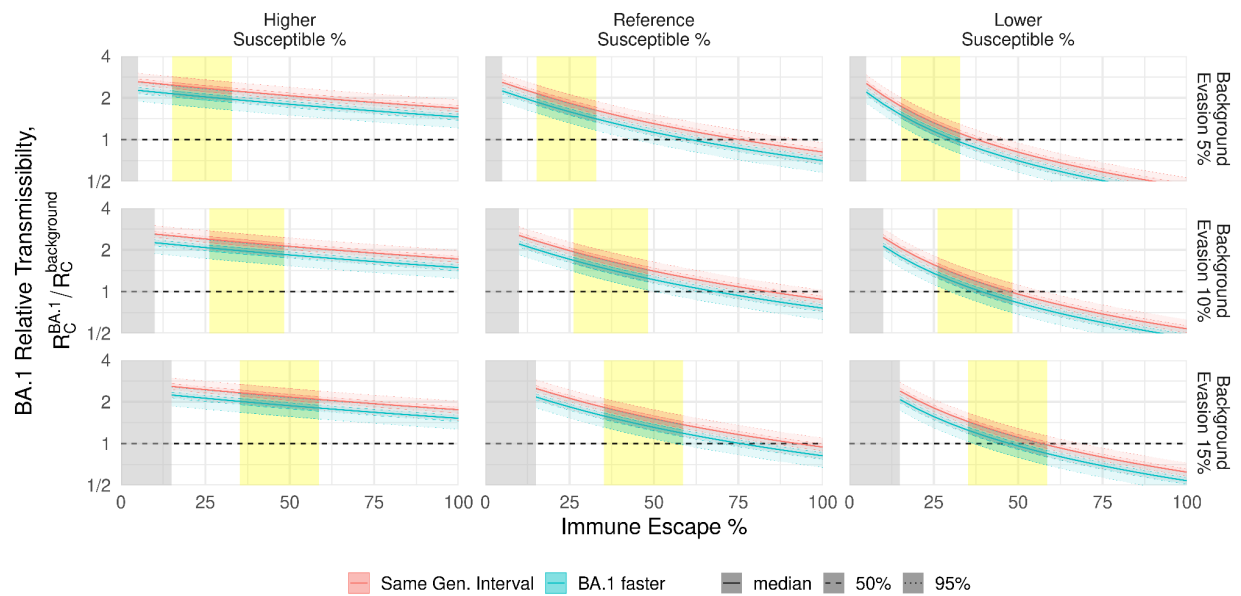 Higher
Susceptible %
Reference
Susceptible %
Lower
Susceptible %
4
2
1
1/2
Background
Evasion 5%
4
2
1
1/2
Background
Evasion 10%
4
2
1
1/2
Background
Evasion 15%
BA.1 Relative Transmissibilty,
R_C^BA.1 / R_C^background
0 25 50 75 100 0 25 50 75 100 0 25 50 75 100
Immune Escape %
Same Gen. Interval BA.1 faster median 50% 95%